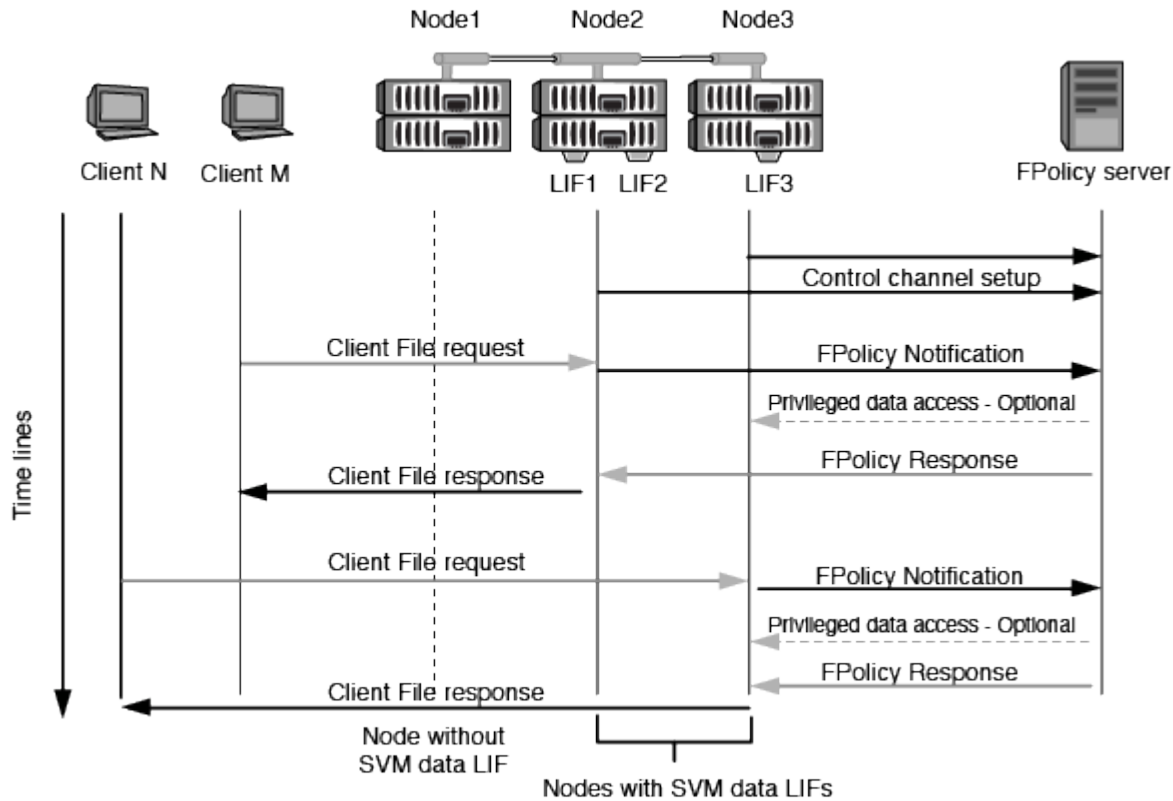 Node1
Node2
Node3
Client N
Client M
LIF1
LIF2
LIF3
FPolicy server
Control channel setup
Client File request
FPolicy Notification
Privileged data access - Optional
FPolicy Response
Client File response
Time lines
Client File request
FPolicy Notification
Privileged data access - Optional
FPolicy Response
Client File response
Node without
SVM data LIF
Nodes with SVM data LIFs